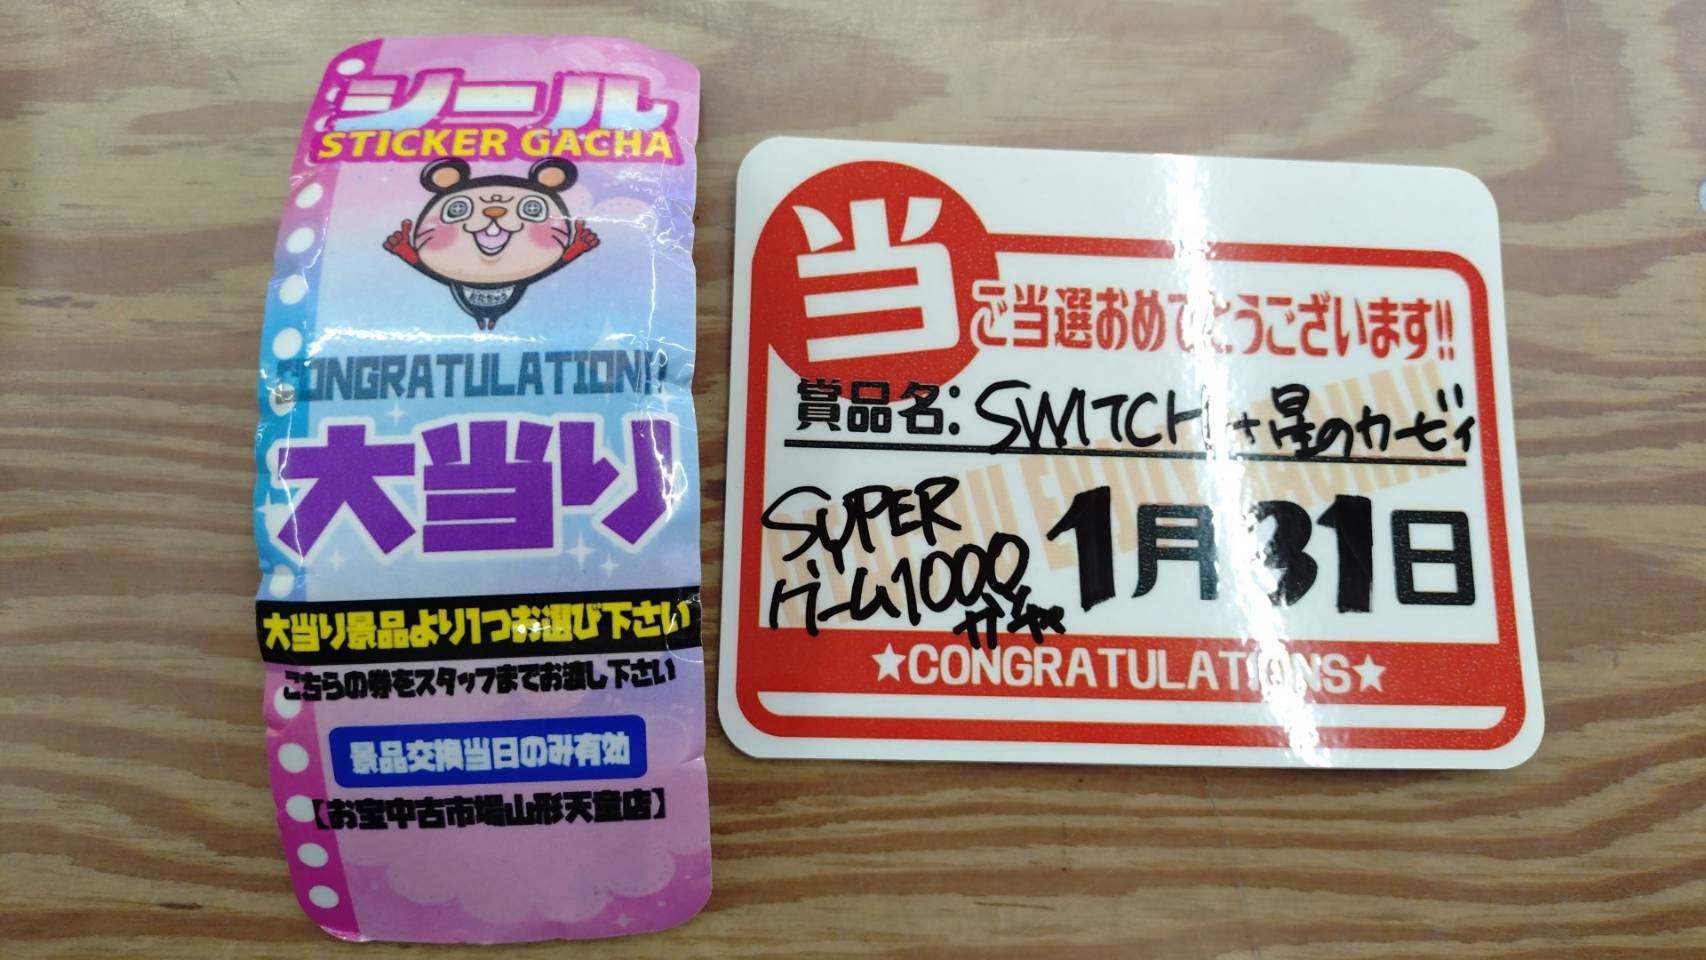 シール
STICKER GACHA
CONGRATULATION!!
大当り
大当り景品より1つお選び下さい
こちらの券をスタッフまでお渡し下さい
景品交換当日のみ有効
【お宝中古市場山形天童店】
当
ご当選おめでとうございます!!
賞品名:SWITCH+星のカービィ
SUPER
ゲーム1000
ガチャ
1月31日
★CONGRATULATIONS★